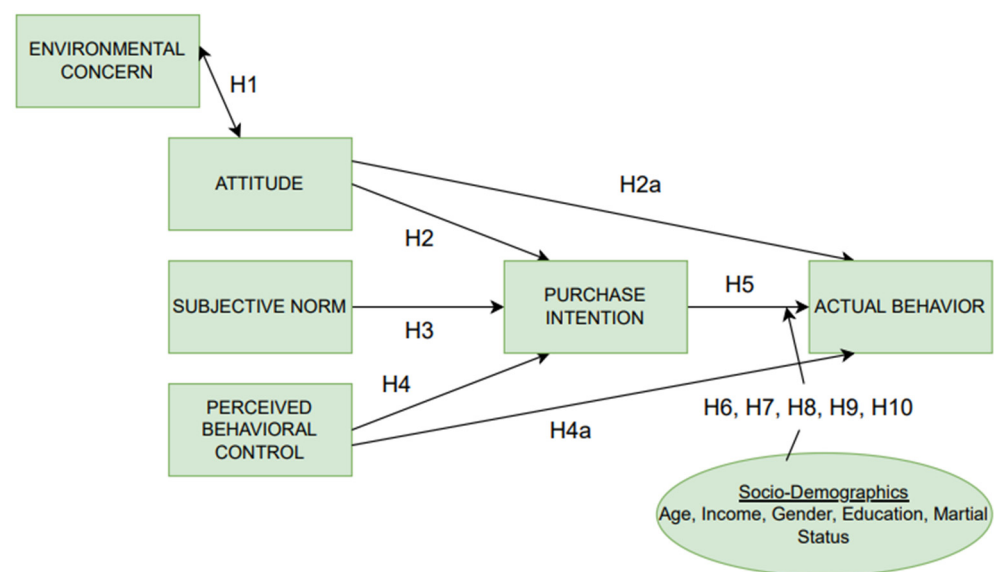 ENVIRONMENTAL
CONCERN
H1
ATTITUDE
H2a
H2
SUBJECTIVE NORM
H3
PURCHASE
INTENTION
H5
ACTUAL BEHAVIOR
PERCEIVED
BEHAVIORAL
CONTROL
H4
H4a
H6, H7, H8, H9, H10
Socio-Demographics
Age, Income, Gender, Education, Martial
Status